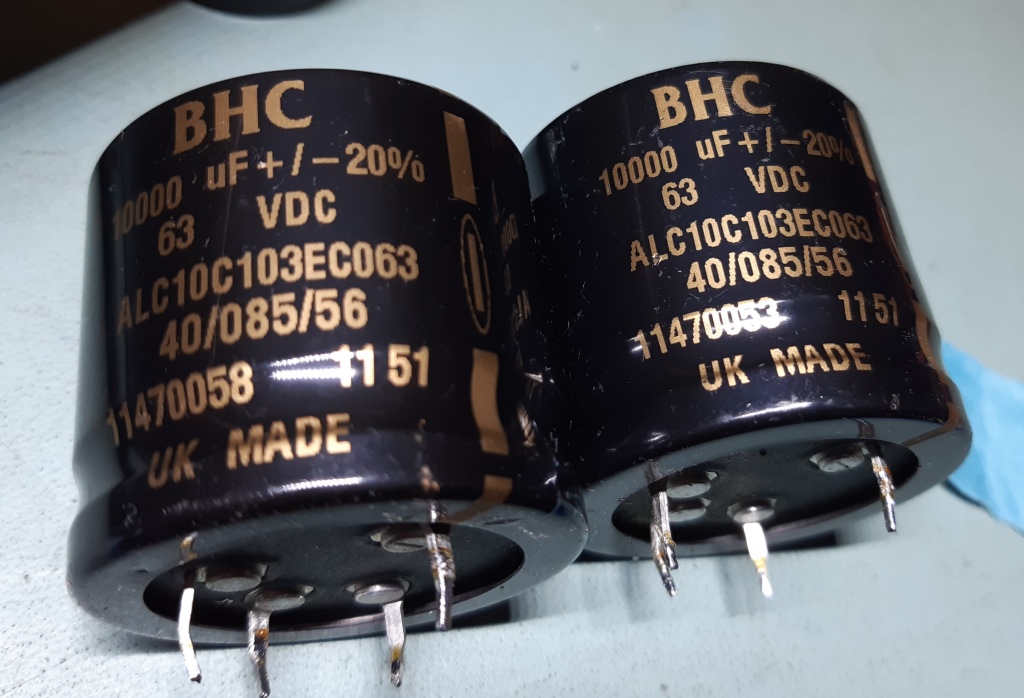 BHC
10000 uF +/-20%
63 VDC
ALC10C103EC063
40/085/56
11470058 1151
UK MADE
BHC
10000 uF +/-20%
63 VDC
ALC10C103EC063
40/085/56
11470053 1151
UK MADE